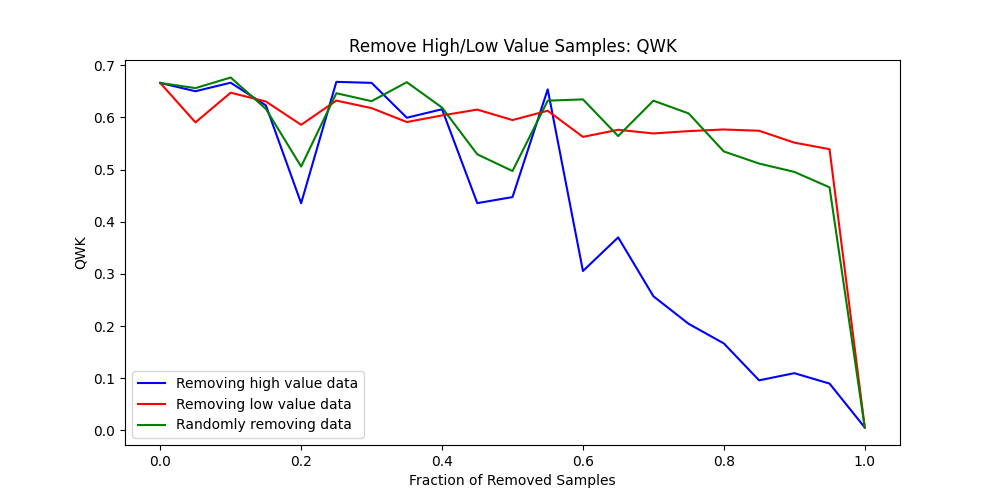 Remove High/Low Value Samples: QWK
0.7
0.6
0.5
0.4
0.3
0.2
0.1
0.0
QWK
Removing high value data
Removing low value data
Randomly removing data
0.0 0.2 0.4 0.6 0.8 1.0
Fraction of Removed Samples